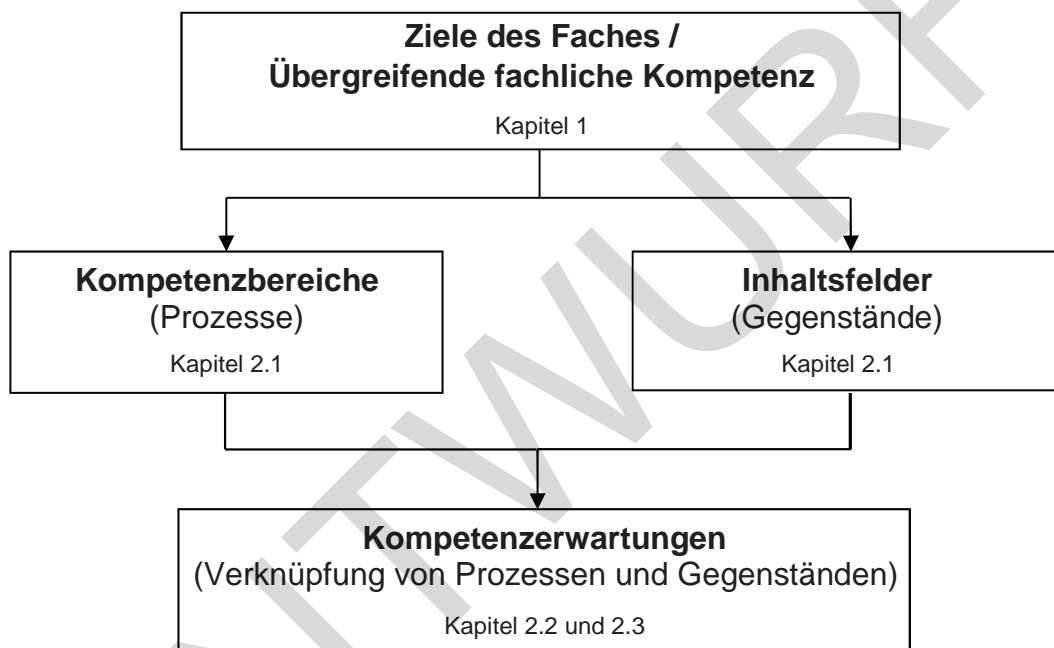 Ziele des Faches /
Übergreifende fachliche Kompetenz
Kapitel 1
Kompetenzbereiche
(Prozesse)
Kapitel 2.1
Inhaltsfelder
(Gegenstände)
Kapitel 2.1
Kompetenzerwartungen
(Verknüpfung von Prozessen und Gegenständen)
Kapitel 2.2 und 2.3